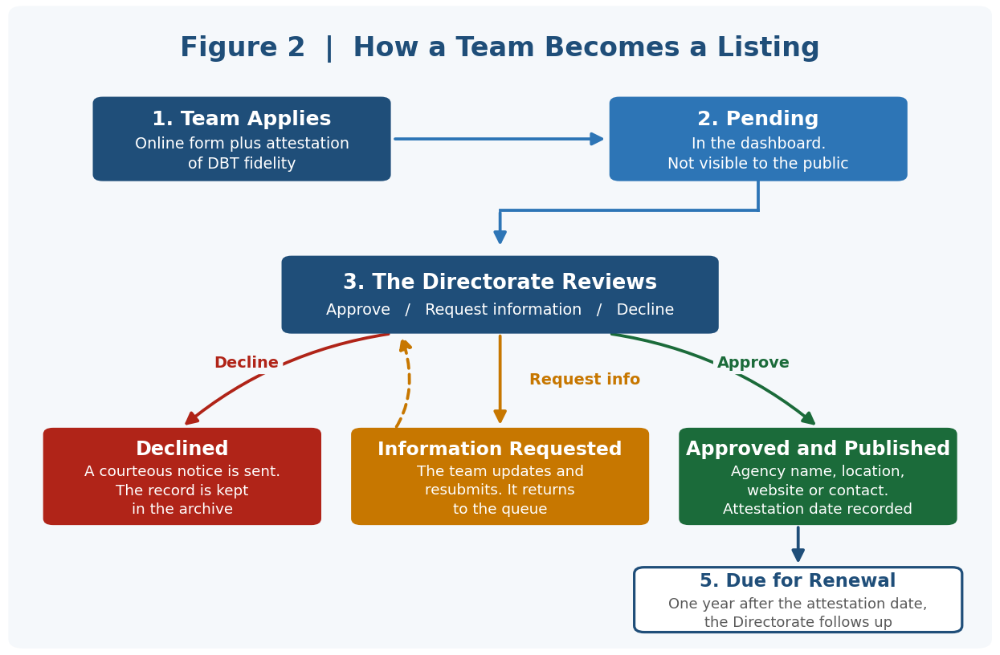 Figure 2 | How a Team Becomes a Listing
1. Team Applies
Online form plus attestation
of DBT fidelity
2. Pending
In the dashboard.
Not visible to the public
3. The Directorate Reviews
Approve / Request information / Decline
Decline
Request info
Approve
Declined
A courteous notice is sent.
The record is kept
in the archive
Information Requested
The team updates and
resubmits. It returns
to the queue
Approved and Published
Agency name, location,
website or contact.
Attestation date recorded
5. Due for Renewal
One year after the attestation date,
the Directorate follows up